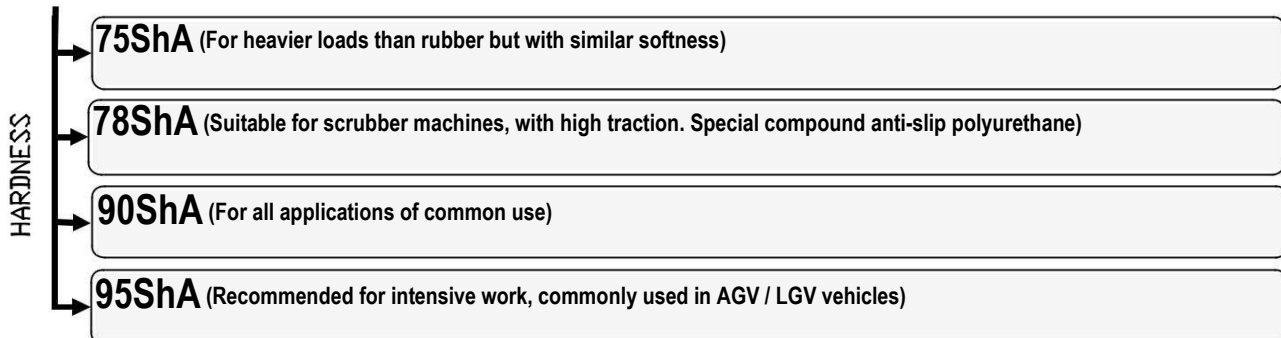 HARDNESS
75ShA (For heavier loads than rubber but with similar softness)
78ShA (Suitable for scrubber machines, with high traction. Special compound anti-slip polyurethane)
90ShA (For all applications of common use)
95ShA (Recommended for intensive work, commonly used in AGV / LGV vehicles)